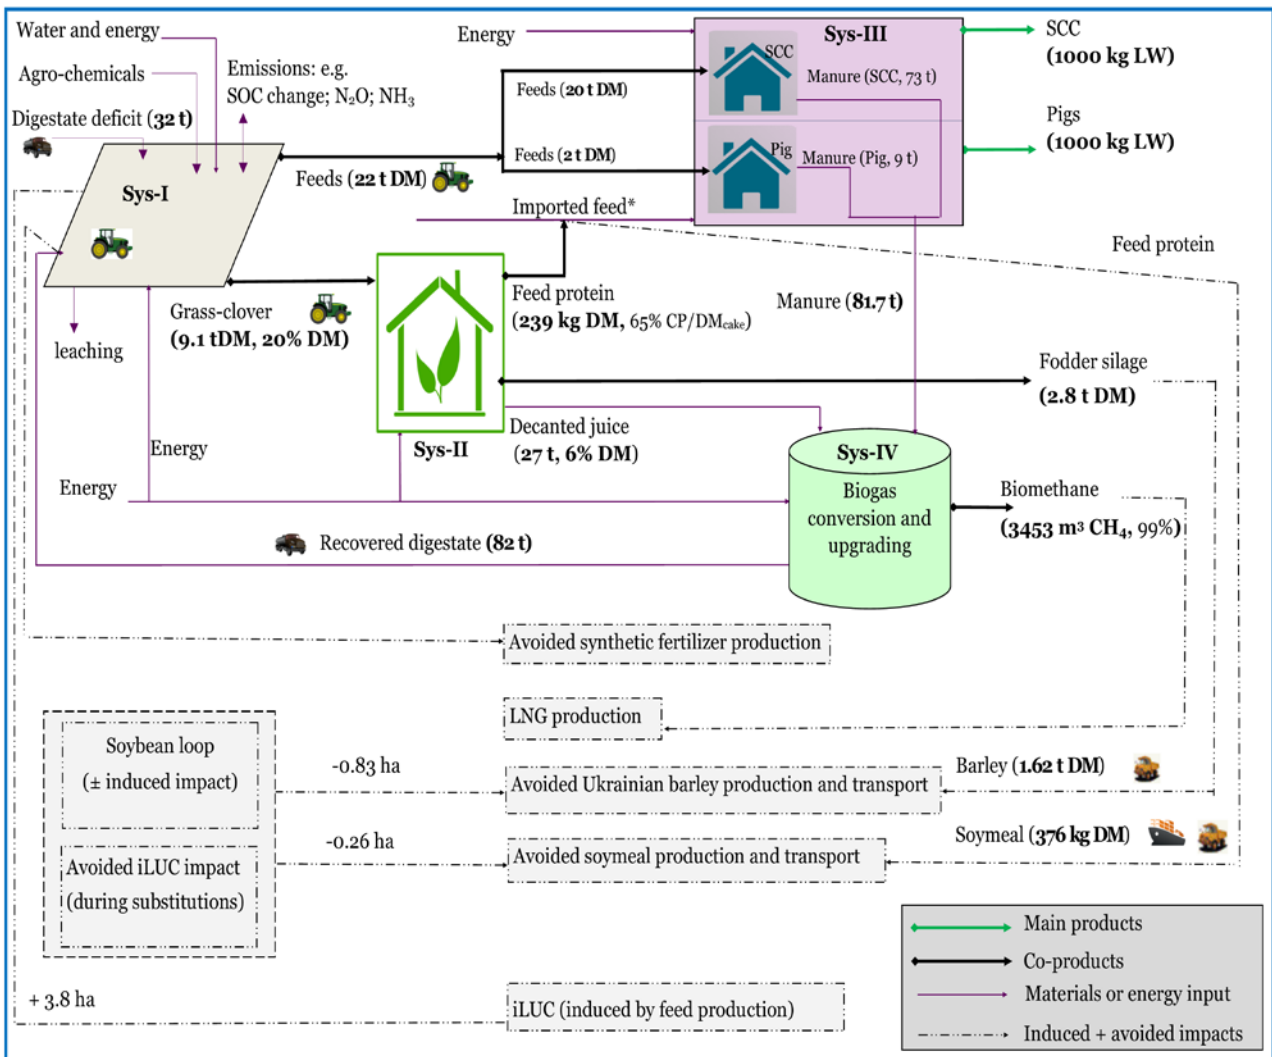 Water and energy
Agro-chemicals
Digestate deficit (32 t)
Emissions: e.g.
SOC change; N₂O; NH₃
Sys-I
Feeds (22 t DM)
Feeds (20 t DM)
Feeds (2 t DM)
Energy
Sys-III
SCC
Manure (SCC, 73 t)
Pig
Manure (Pig, 9 t)
SCC
(1000 kg LW)
Pigs
(1000 kg LW)
Imported feed*
Feed protein
Grass-clover
(9.1 tDM, 20% DM)
leaching
Feed protein
(239 kg DM, 65% CP/DMcake)
Manure (81.7 t)
Fodder silage
(2.8 t DM)
Sys-II
Decanted juice
(27 t, 6% DM)
Energy
Energy
Sys-IV
Biogas
conversion and
upgrading
Biomethane
(3453 m³ CH₄, 99%)
Recovered digestate (82 t)
Avoided synthetic fertilizer production
LNG production
Soybean loop
(± induced impact)
-0.83 ha
Avoided Ukrainian barley production and transport
Barley (1.62 t DM)
Avoided iLUC impact
(during substitutions)
-0.26 ha
Avoided soymeal production and transport
Soymeal (376 kg DM)
+ 3.8 ha
iLUC (induced by feed production)
Main products
Co-products
Materials or energy input
Induced + avoided impacts